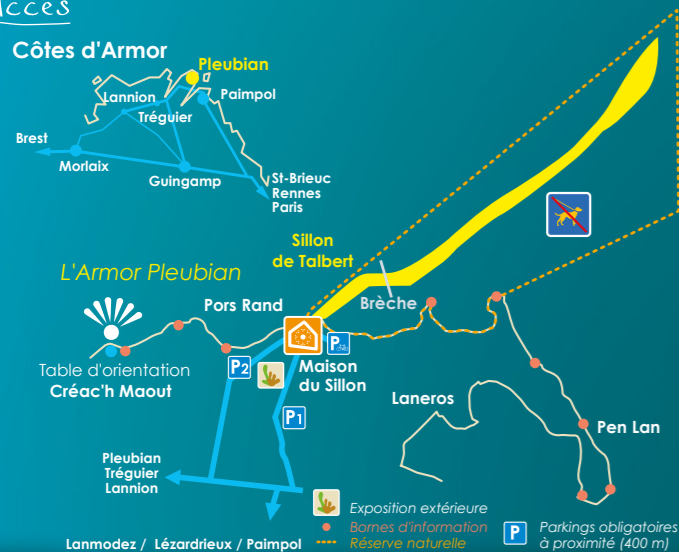 Acces
Côtes d'Armor
Pleubian
Lannion
Paimpol
Tréguier
Brest
Morlaix
Guingamp
St-Brieuc
Rennes
Paris
Sillon
de Talbert
L'Armor Pleubian
Pors Rand
Brèche
P
P2
Maison
du Sillon
Table d'orientation
Créac'h Maout
Laneros
P1
Pen Lan
Pleubian
Tréguier
Lannion
Exposition extérieure
Bornes d'information
Réserve naturelle
P
Parkings obligatoires
à proximité (400 m)
Lanmodez / Lézardrieux / Paimpol